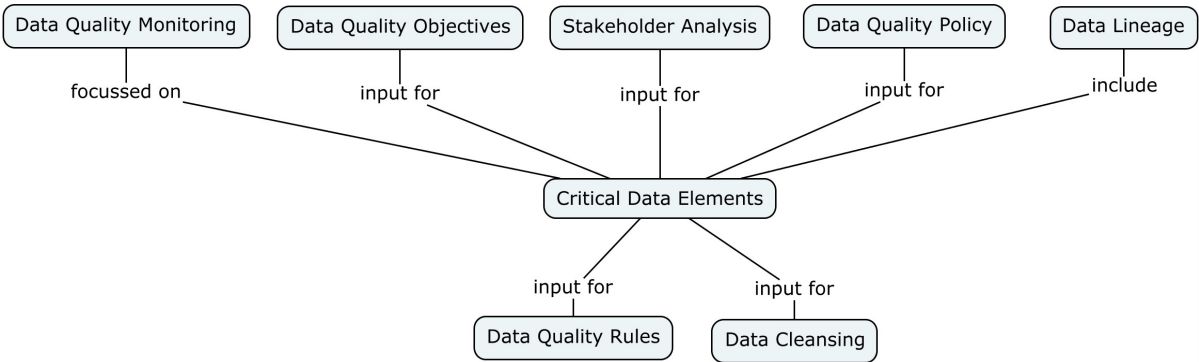 Data Quality Monitoring
Data Quality Objectives
Stakeholder Analysis
Data Quality Policy
Data Lineage
focussed on
input for
input for
input for
include
Critical Data Elements
input for
input for
Data Quality Rules
Data Cleansing